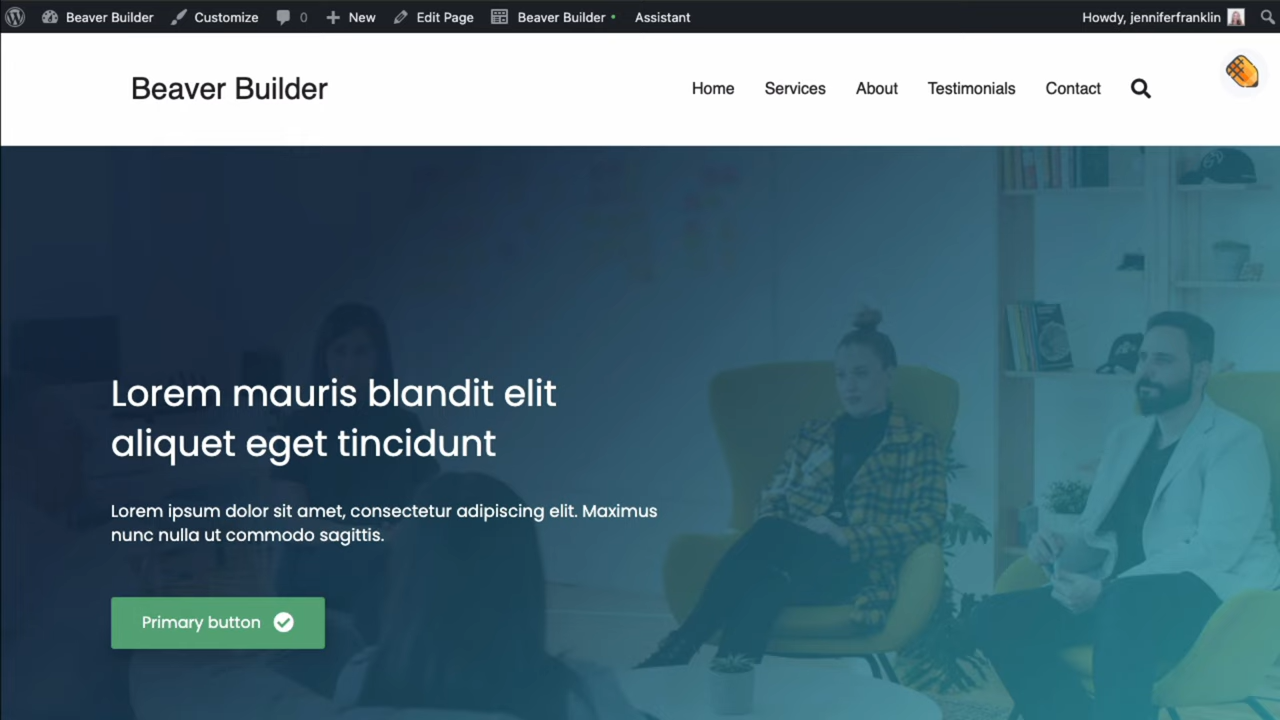 Beaver Builder Customize 0 New Edit Page Beaver Builder Assistant Howdy, jenniferfranklin
Beaver Builder
Home Services About Testimonials Contact
Lorem mauris blandit elit
aliquet eget tincidunt
Lorem ipsum dolor sit amet, consectetur adipiscing elit. Maximus
nunc nulla ut commodo sagittis.
Primary button